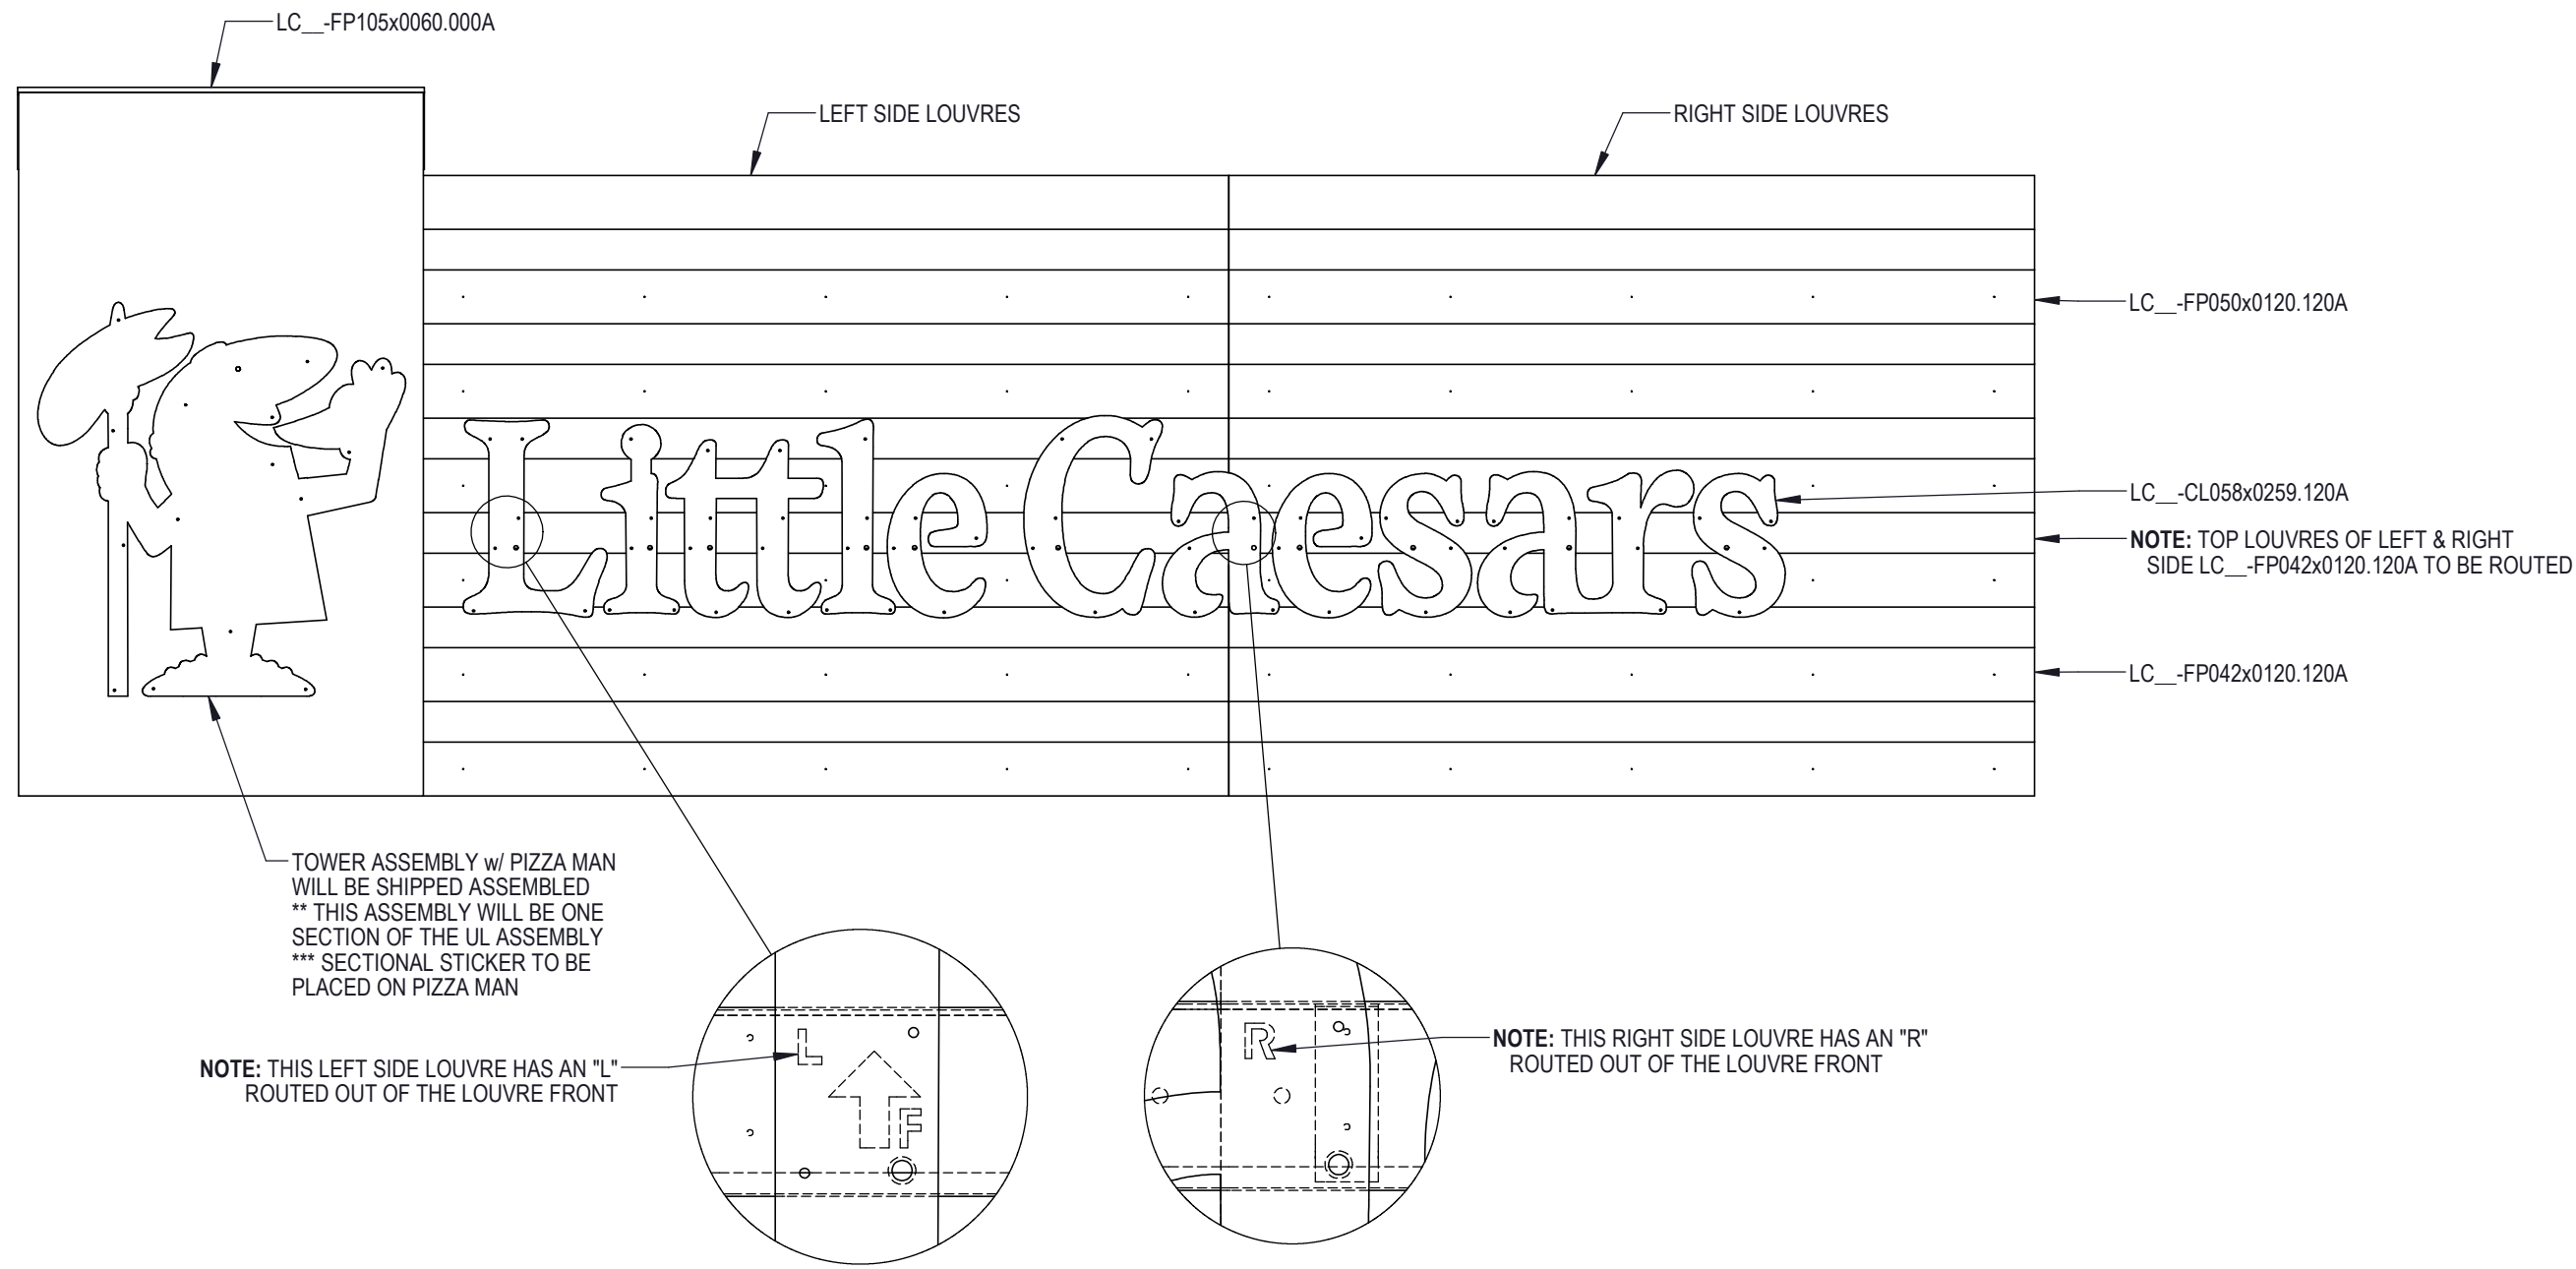 LC__-FP105x0060.000A
LEFT SIDE LOUVRES
RIGHT SIDE LOUVRES
LC__-FP050x0120.120A
Little Caesars
LC__-CL058x0259.120A
NOTE: TOP LOUVRES OF LEFT & RIGHT
SIDE LC__-FP042x0120.120A TO BE ROUTED
LC__-FP042x0120.120A
TOWER ASSEMBLY w/ PIZZA MAN
WILL BE SHIPPED ASSEMBLED
** THIS ASSEMBLY WILL BE ONE
SECTION OF THE UL ASSEMBLY
*** SECTIONAL STICKER TO BE
PLACED ON PIZZA MAN
NOTE: THIS LEFT SIDE LOUVRE HAS AN "L"
ROUTED OUT OF THE LOUVRE FRONT
L
F
R
NOTE: THIS RIGHT SIDE LOUVRE HAS AN "R"
ROUTED OUT OF THE LOUVRE FRONT